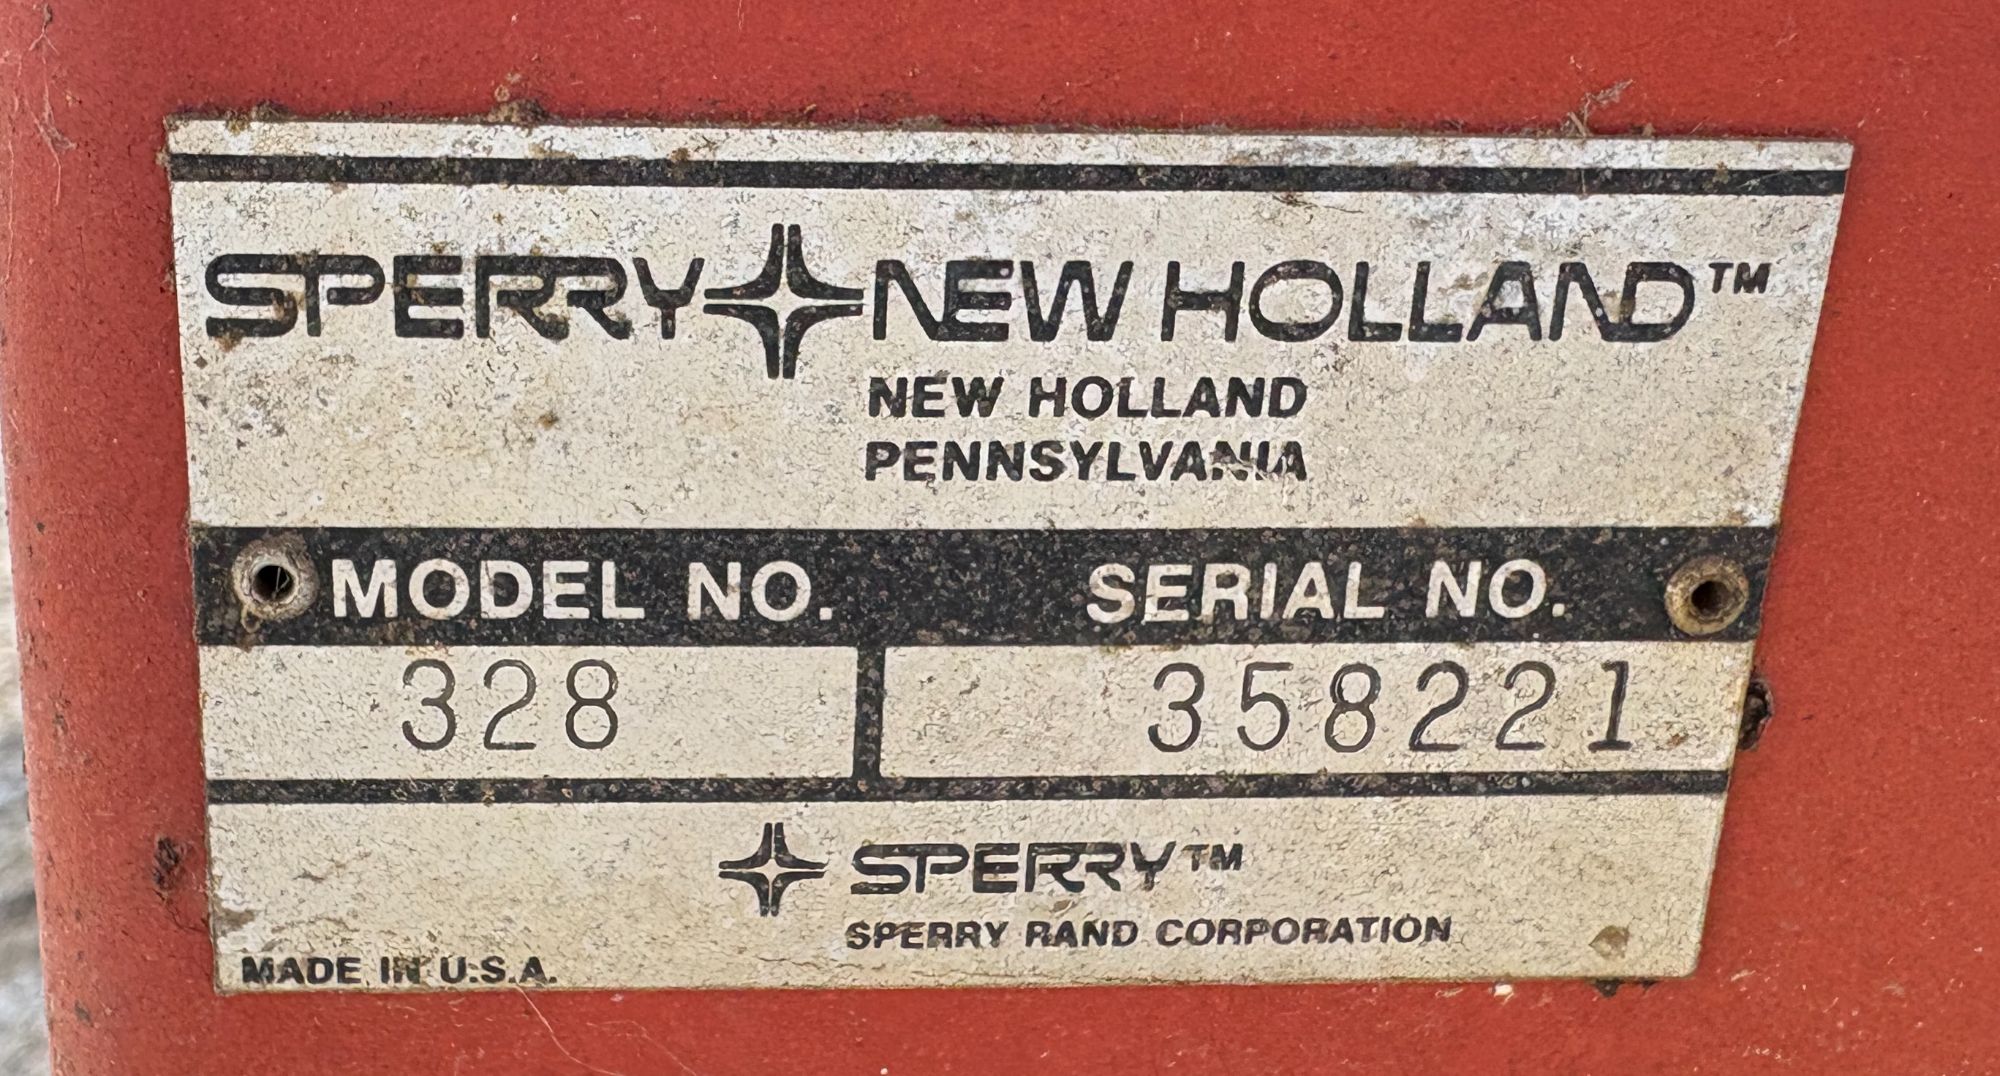 SPERRY NEW HOLLAND™
NEW HOLLAND
PENNSYLVANIA
MODEL NO. SERIAL NO.
328 358221
SPERRY™
SPERRY RAND CORPORATION
MADE IN U.S.A.